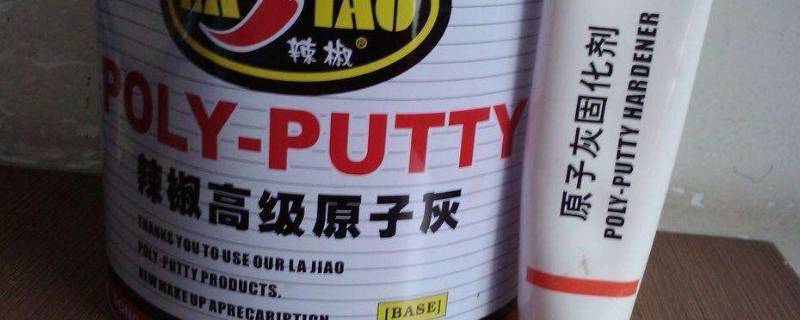 LA JIAO
辣椒®
POLY-PUTTY
辣椒高级原子灰
THANKS YOU TO USE OUR LA JIAO
POLY-PUTTY PRODUCTS.
NEW MAKE UP APRECARIPTION
[BASE]
原子灰固化剂
POLY-PUTTY HARDENER